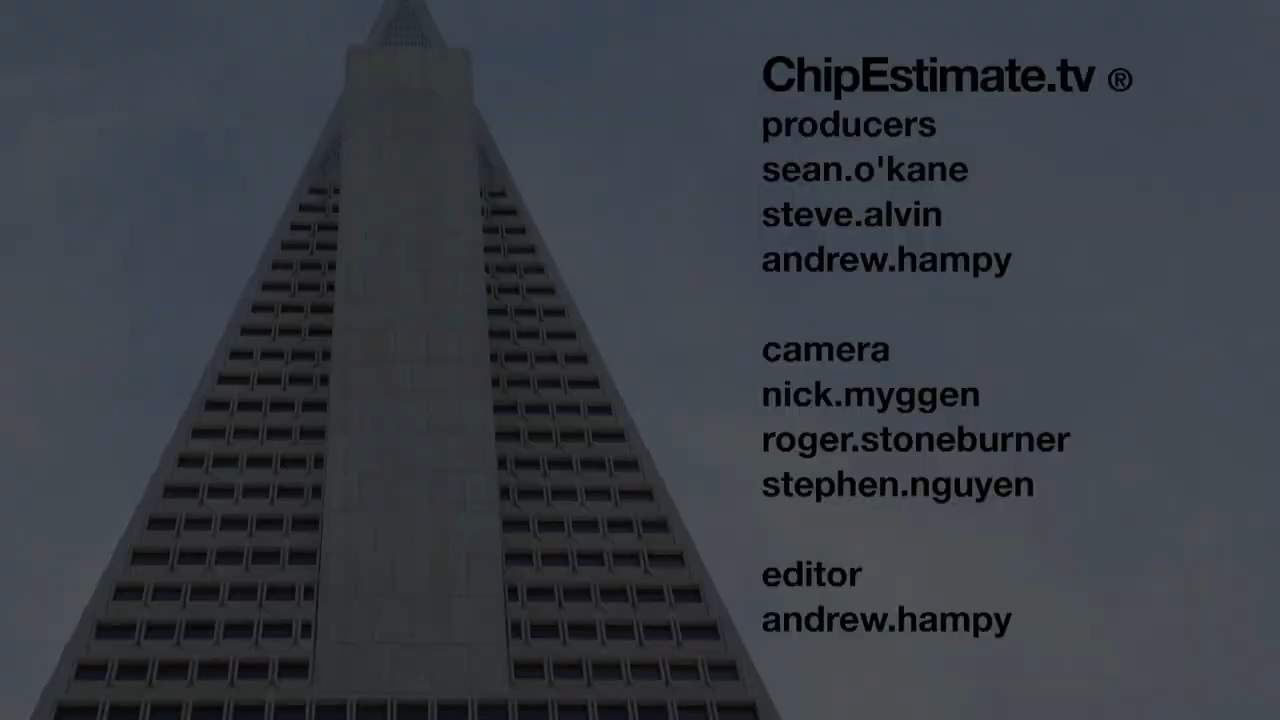 ChipEstimate.tv ®
producers
sean.o'kane
steve.alvin
andrew.hampy
camera
nick.myggen
roger.stoneburner
stephen.nguyen
editor
andrew.hampy